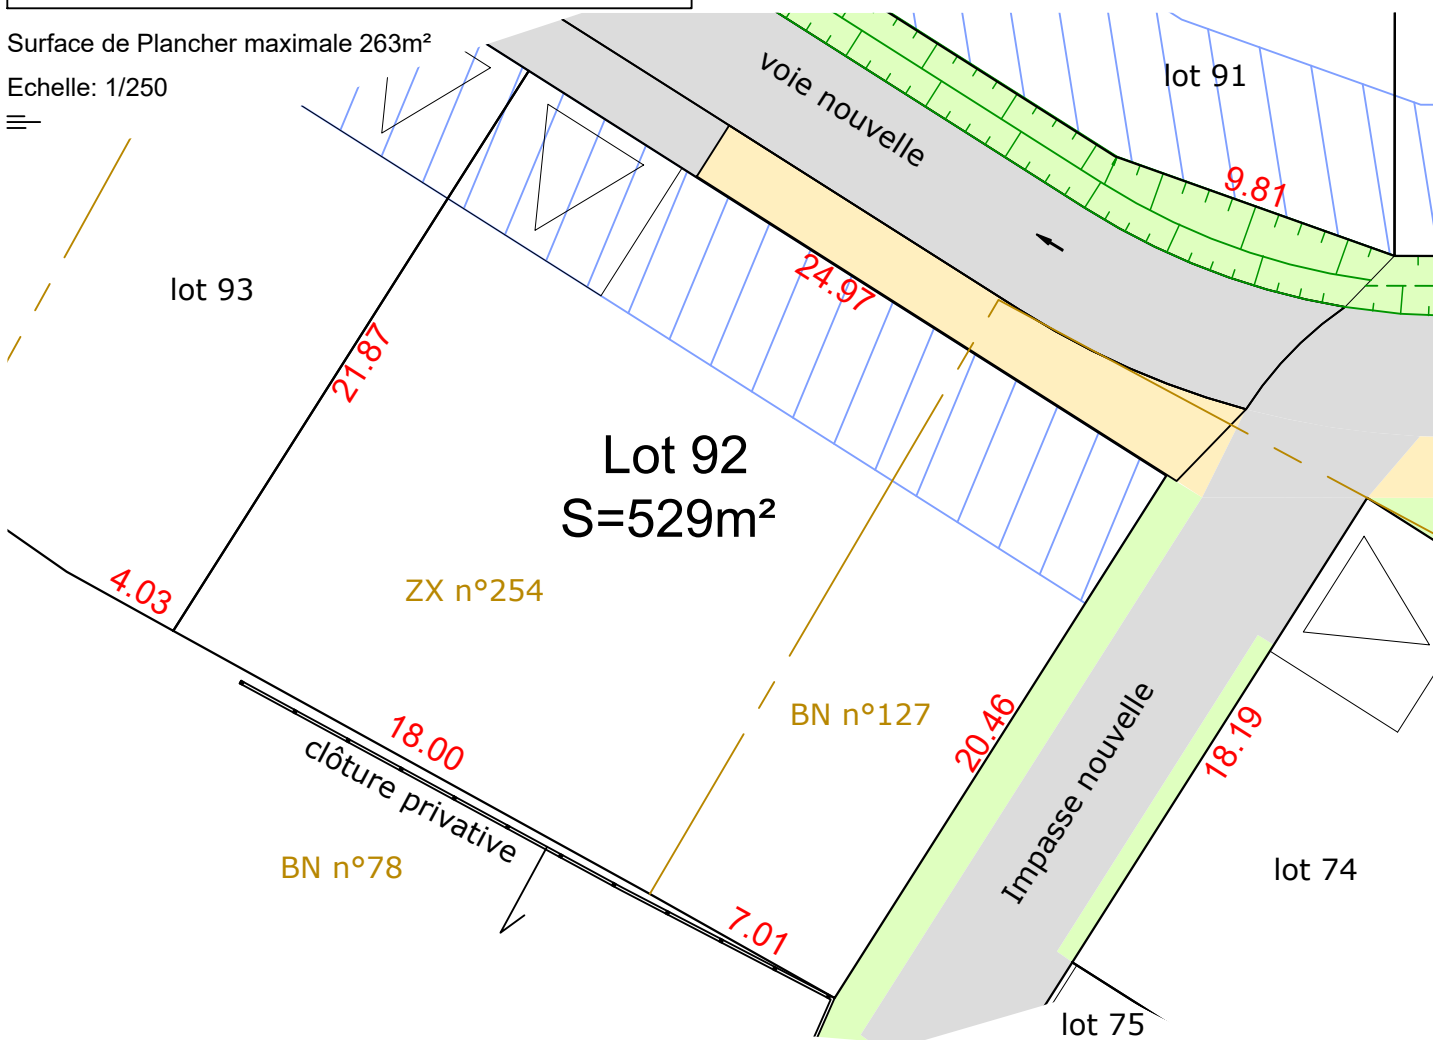 Surface de Plancher maximale 263m²
Echelle: 1/250
voie nouvelle
lot 91
9.81
lot 93
24.97
21.87
Lot 92
S=529m²
4.03
ZX n°254
BN n°127
18.00
clôture privative
20.46
Impasse nouvelle
18.19
BN n°78
lot 74
7.01
lot 75